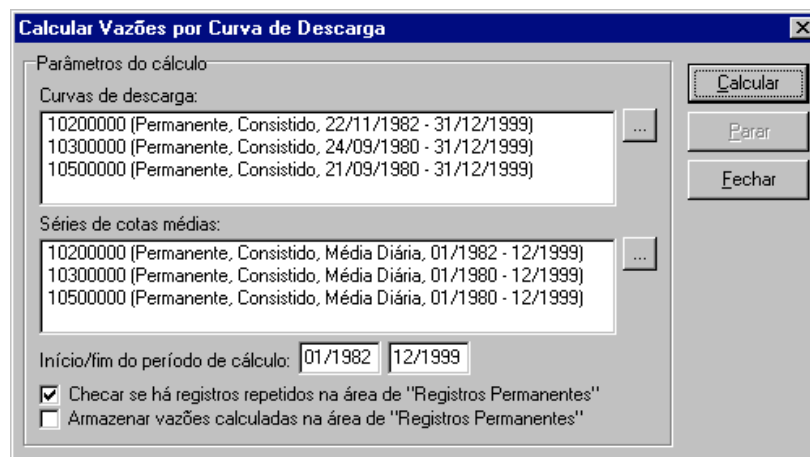 Calcular Vazões por Curva de Descarga
Parâmetros do cálculo
Curvas de descarga:
10200000 (Permanente, Consistido, 22/11/1982 - 31/12/1999)
10300000 (Permanente, Consistido, 24/09/1980 - 31/12/1999)
10500000 (Permanente, Consistido, 21/09/1980 - 31/12/1999)
...
Séries de cotas médias:
10200000 (Permanente, Consistido, Média Diária, 01/1982 - 12/1999)
10300000 (Permanente, Consistido, Média Diária, 01/1980 - 12/1999)
10500000 (Permanente, Consistido, Média Diária, 01/1980 - 12/1999)
...
Início/fim do período de cálculo: 01/1982 12/1999
Checar se há registros repetidos na área de "Registros Permanentes"
Armazenar vazões calculadas na área de "Registros Permanentes"
Calcular
Parar
Fechar